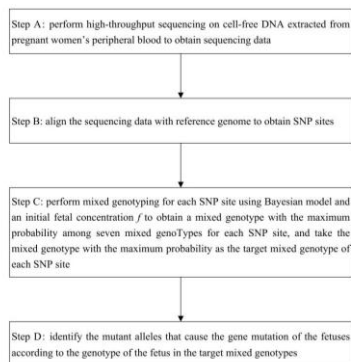 Step A: perform high-throughput sequencing on cell-free DNA extracted from
pregnant women's peripheral blood to obtain sequencing data
Step B: align the sequencing data with reference genome to obtain SNP sites
Step C: perform mixed genotyping for each SNP site using Bayesian model and
an initial fetal concentration f to obtain a mixed genotype with the maximum
probability among seven mixed genoTypes for each SNP site, and take the
mixed genotype with the maximum probability as the target mixed genotype of
each SNP site
Step D: identify the mutant alleles that cause the gene mutation of the fetuses
according to the genotype of the fetus in the target mixed genotypes